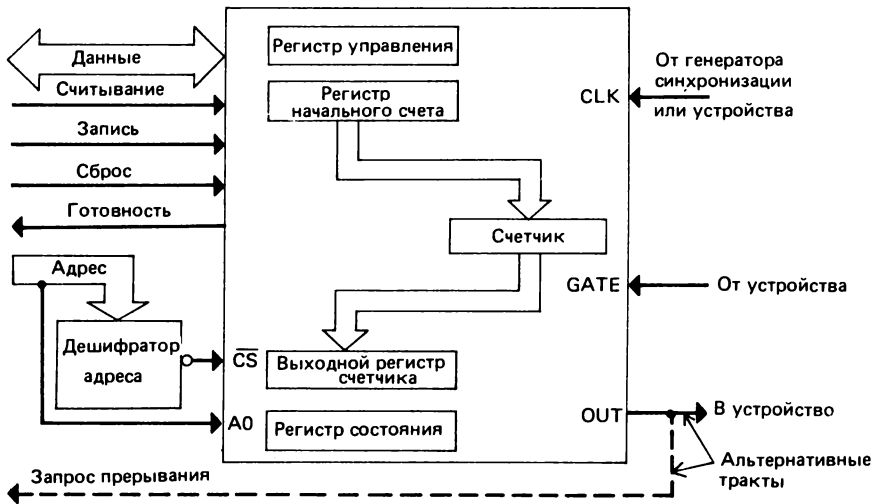 Данные
Считывание
Запись
Сброс
Готовность
Адрес
Дешифратор
адреса
Запрос прерывания
Регистр управления
Регистр
начального счета
Счетчик
Выходной регистр
счетчика
Регистр состояния
CS
A0
CLK
GATE
OUT
От генератора
синхронизации
или устройства
От устройства
В устройство
Альтернативные
тракты